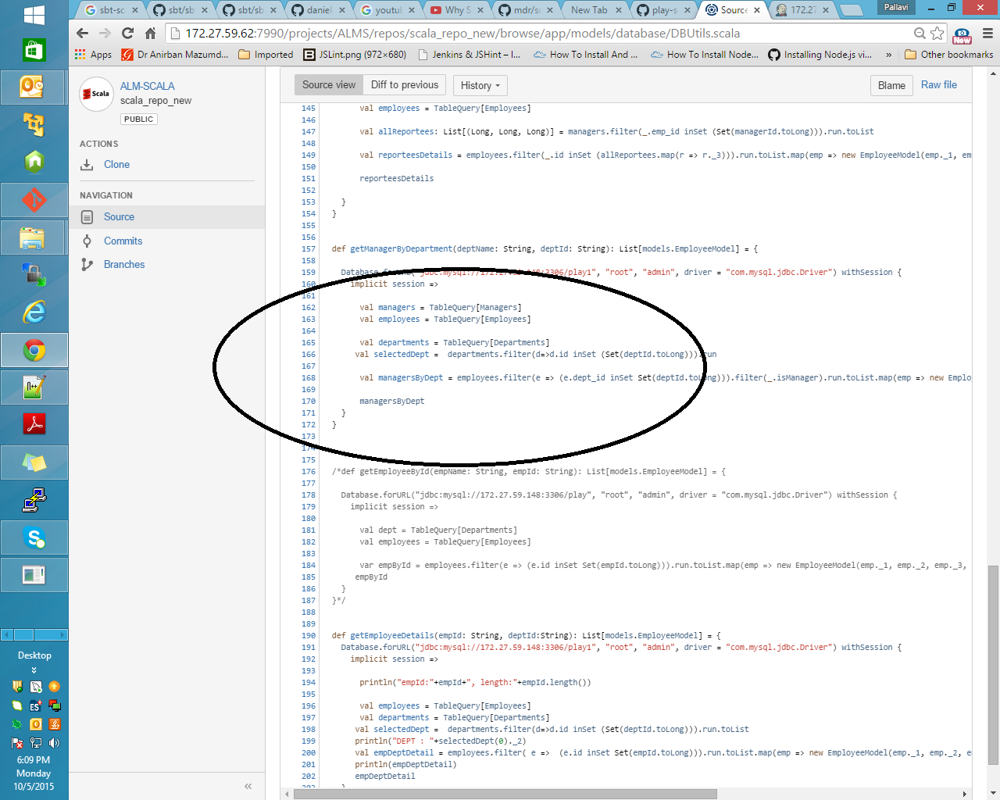 sbt-sc
sbt/sb
sbt/sb
daniel
youtub
Why S
mdr/sc
New Tab
play-s
Source
172.27
Pallavi
172.27.59.62:7990/projects/ALMS/repos/scala_repo_new/browse/app/models/database/DBUtils.scala
New
Apps
Dr Anirban Mazumd...
Imported
JSLint.png (972×680)
Jenkins & JSHint – I...
How To Install And ...
How To Install Node...
Installing Node.js vi...
»
Other bookmarks
Scala
ALM-SCALA
scala_repo_new
PUBLIC
ACTIONS
Clone
NAVIGATION
Source
Commits
Branches
Source view
Diff to previous
History
Blame
Raw file
145 val employees = TableQuery[Employees]
146
147 val allReportees: List[(Long, Long, Long)] = managers.filter(_.emp_id inSet (Set(managerId.toLong))).run.toList
148
149 val reporteesDetails = employees.filter(_.id inSet (allReportees.map(r => r._3))).run.toList.map(emp => new EmployeeModel(emp._1, em
150
151 reporteesDetails
152
153 }
154 }
155
156
157 def getManagerByDepartment(deptName: String, deptId: String): List[models.EmployeeModel] = {
158
159 Database.forURL("jdbc:mysql://172.27.59.148:3306/play1", "root", "admin", driver = "com.mysql.jdbc.Driver") withSession {
160 implicit session =>
161
162 val managers = TableQuery[Managers]
163 val employees = TableQuery[Employees]
164
165 val departments = TableQuery[Departments]
166 val selectedDept = departments.filter(d=>d.id inSet (Set(deptId.toLong))).run
167
168 val managersByDept = employees.filter(e => (e.dept_id inSet Set(deptId.toLong))).filter(_.isManager).run.toList.map(emp => new Emplo
169
170 managersByDept
171 }
172 }
173
174
175
176 /*def getEmployeeById(empName: String, empId: String): List[models.EmployeeModel] = {
177
178 Database.forURL("jdbc:mysql://172.27.59.148:3306/play", "root", "admin", driver = "com.mysql.jdbc.Driver") withSession {
179 implicit session =>
180
181 val dept = TableQuery[Departments]
182 val employees = TableQuery[Employees]
183
184 var empById = employees.filter(e => (e.id inSet Set(empId.toLong))).run.toList.map(emp => new EmployeeModel(emp._1, emp._2, emp._3,
185 empById
186 }
187 }*/
188
189
190 def getEmployeeDetails(empId: String, deptId:String): List[models.EmployeeModel] = {
191 Database.forURL("jdbc:mysql://172.27.59.148:3306/play1", "root", "admin", driver = "com.mysql.jdbc.Driver") withSession {
192 implicit session =>
193
194 println("empId:"+empId+", length:"+empId.length())
195
196 val employees = TableQuery[Employees]
197 val departments = TableQuery[Departments]
198 val selectedDept = departments.filter(d=>d.id inSet (Set(deptId.toLong))).run.toList
199 println("DEPT : "+selectedDept(0)._2)
200 val empDeptDetail = employees.filter( e => (e.id inSet Set(empId.toLong))).run.toList.map(emp => new EmployeeModel(emp._1, emp._2, e
201 println(empDeptDetail)
202 empDeptDetail
203 }
Desktop
6:09 PM
Monday
10/5/2015